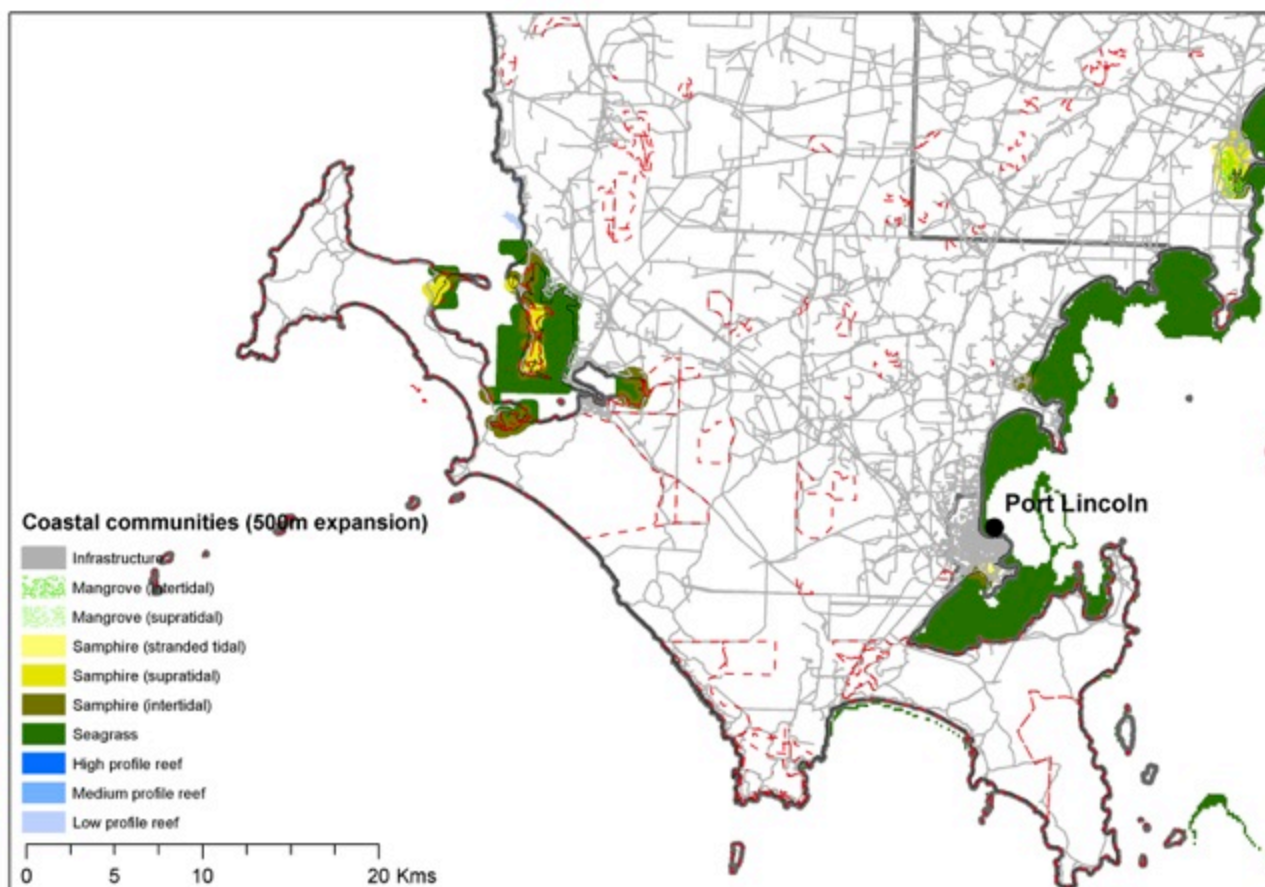 Port Lincoln
Coastal communities (500m expansion)
Infrastructure
Mangrove (intertidal)
Mangrove (supratidal)
Samphire (stranded tidal)
Samphire (supratidal)
Samphire (intertidal)
Seagrass
High profile reef
Medium profile reef
Low profile reef
0 5 10 20 Kms